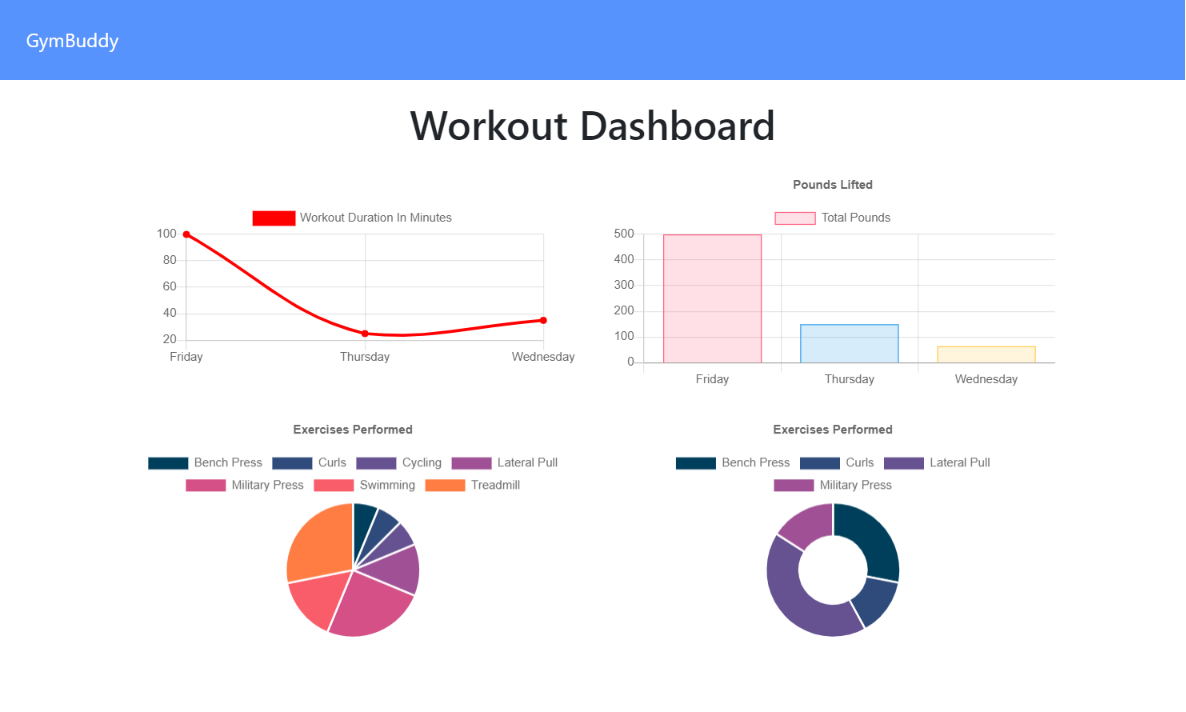 GymBuddy
Workout Dashboard
Workout Duration In Minutes
100
80
60
40
20
Friday Thursday Wednesday
Pounds Lifted
Total Pounds
500
400
300
200
100
0
Friday Thursday Wednesday
Exercises Performed
Bench Press Curls Cycling Lateral Pull
Military Press Swimming Treadmill
Exercises Performed
Bench Press Curls Lateral Pull
Military Press